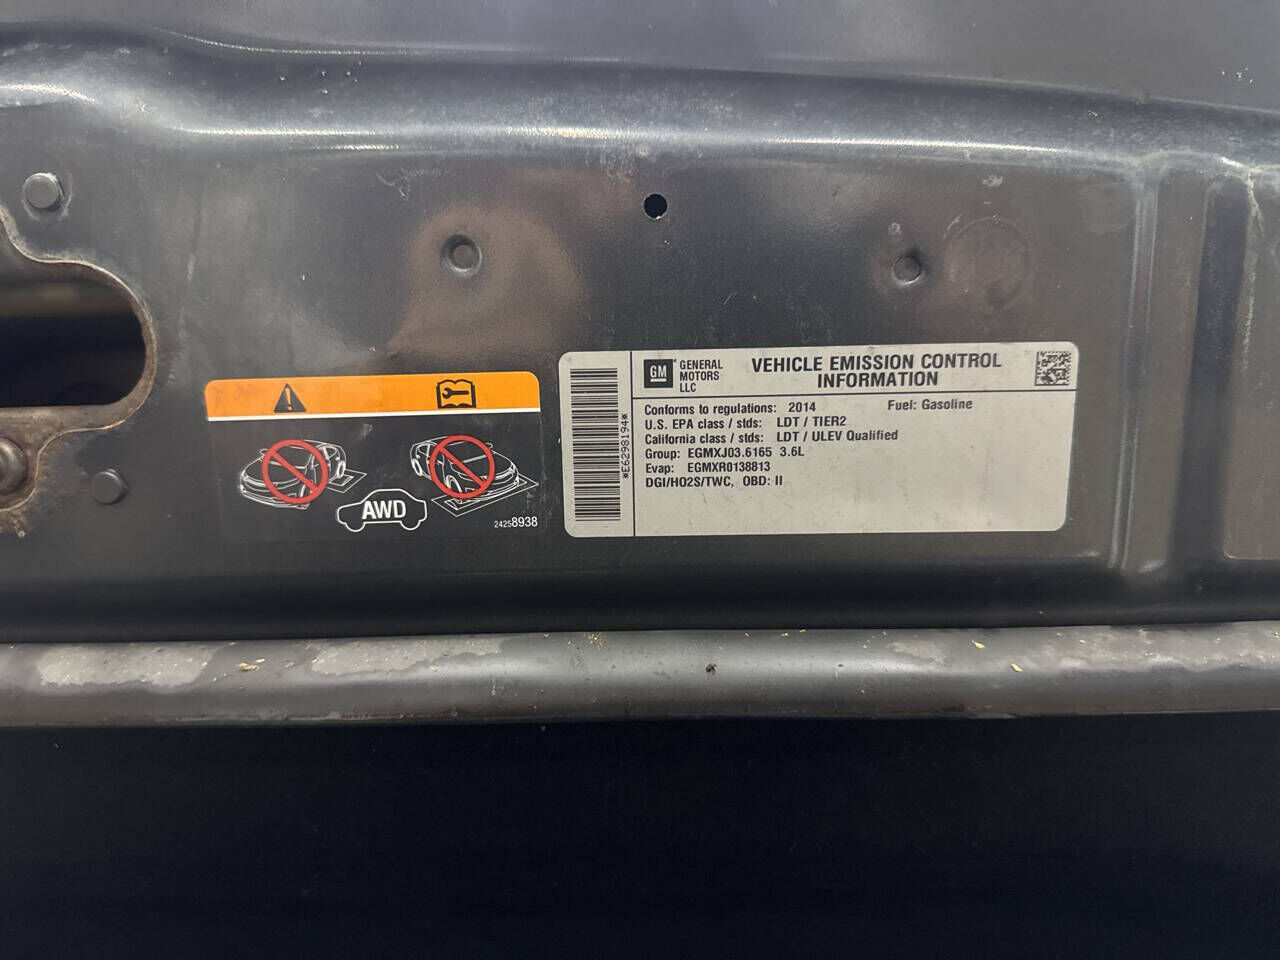 AWD
24258938
*E6298194*
GM
GENERAL
MOTORS
LLC
VEHICLE EMISSION CONTROL
INFORMATION
Conforms to regulations: 2014 Fuel: Gasoline
U.S. EPA class / stds: LDT / TIER2
California class / stds: LDT / ULEV Qualified
Group: EGMXJ03.6165 3.6L
Evap: EGMXR0138813
DGI/HO2S/TWC, OBD: II